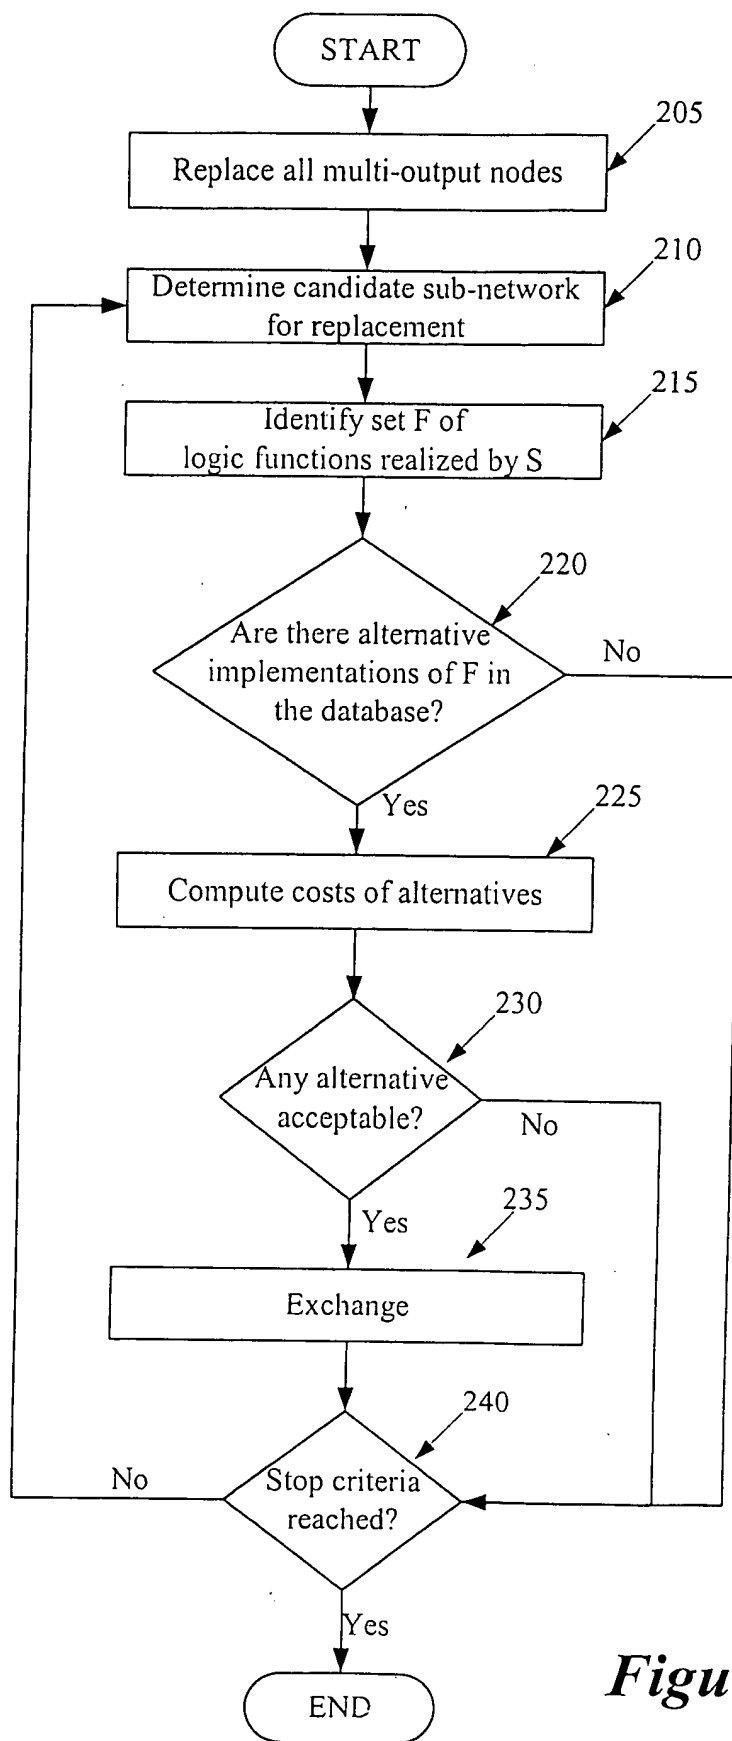 START
205
Replace all multi-output nodes
210
Determine candidate sub-network
for replacement
215
Identify set F of
logic functions realized by S
220
Are there alternative
implementations of F in
the database?
No
Yes
225
Compute costs of alternatives
230
Any alternative
acceptable?
No
Yes
235
Exchange
240
Stop criteria
reached?
No
Yes
END
Figu